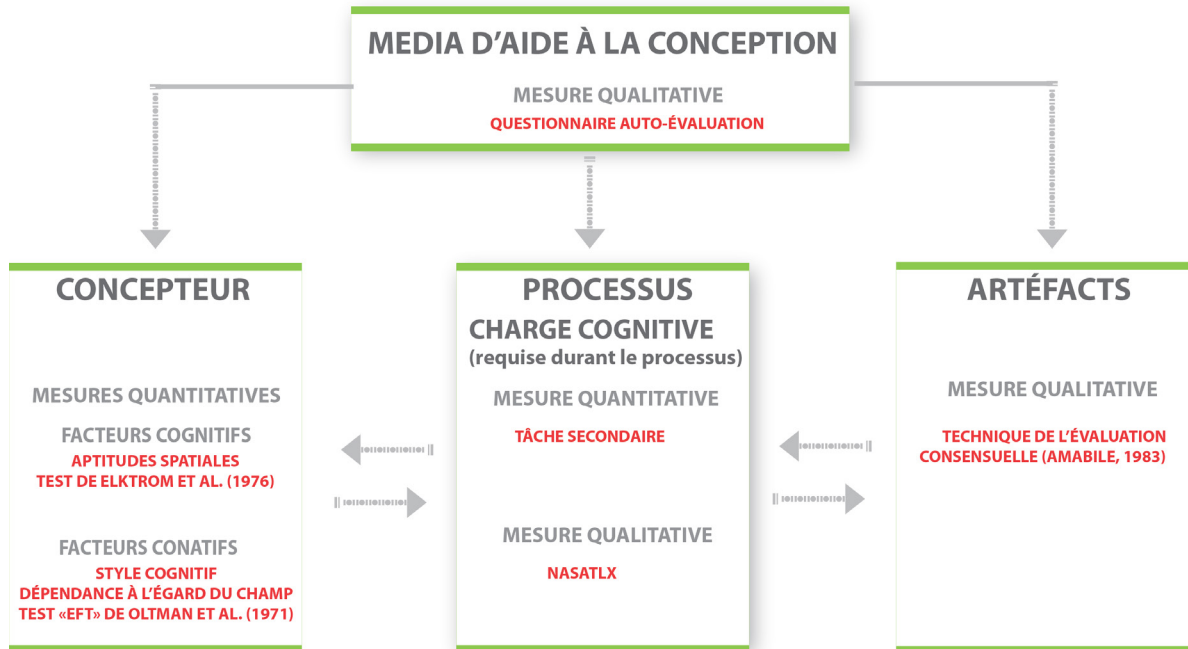 MEDIA D'AIDE À LA CONCEPTION
MESURE QUALITATIVE
QUESTIONNAIRE AUTO-ÉVALUATION
CONCEPTEUR
MESURES QUANTITATIVES
FACTEURS COGNITIFS
APTITUDES SPATIALES
TEST DE ELKTROM ET AL. (1976)
FACTEURS CONATIFS
STYLE COGNITIF
DÉPENDANCE À L'ÉGARD DU CHAMP
TEST «EFT» DE OLTMAN ET AL. (1971)
PROCESSUS
CHARGE COGNITIVE
(requise durant le processus)
MESURE QUANTITATIVE
TÂCHE SECONDAIRE
MESURE QUALITATIVE
NASATLX
ARTÉFACTS
MESURE QUALITATIVE
TECHNIQUE DE L'ÉVALUATION
CONSENSUELLE (AMABILE, 1983)